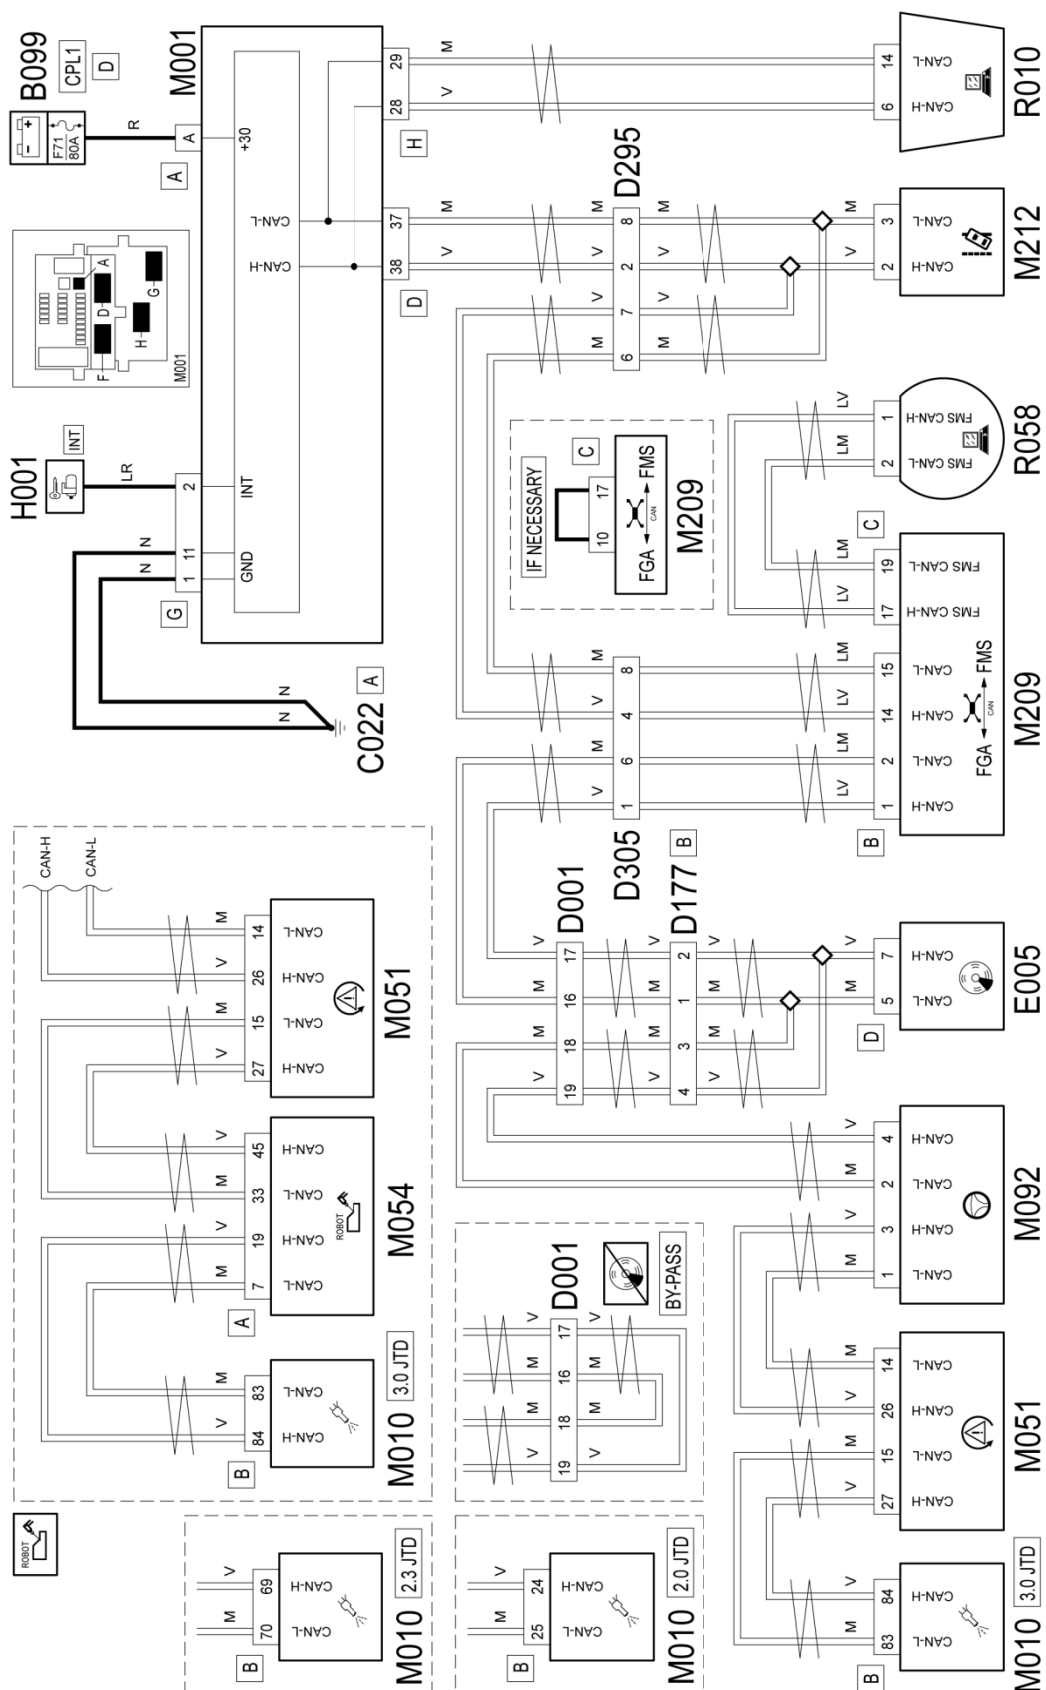 B099
CPL1
D
F71
80A
R
A
A
M001
+30
CAN-L
CAN-H
INT
GND
29
28
H
37
38
D
2
11
1
G
A
D
G
H
F
M001
H001
INT
LR
N
N
N
N
C022
A
M
V
14
6
CAN-L
CAN-H
R010
M
V
D295
M
V
V
M
8
2
7
6
M
V
V
M
M
V
3
2
CAN-L
CAN-H
M212
IF NECESSARY
C
10
17
FGA
CAN
FMS
M209
LV
LM
1
2
FMS CAN-H
FMS CAN-L
R058
C
LM
LV
19
17
FMS CAN-L
FMS CAN-H
M
V
M
V
8
4
6
1
D305
LM
LV
LM
LV
15
14
2
1
CAN-L
CAN-H
CAN-L
CAN-H
FGA
CAN
FMS
B
M209
D001
V
M
M
V
17
16
18
19
D177
B
V
M
M
V
2
1
3
4
V
M
M
V
V
M
7
5
CAN-H
CAN-L
D
E005
V
M
V
M
4
2
3
1
CAN-H
CAN-L
CAN-H
CAN-L
M092
M
V
M
V
14
26
15
27
CAN-L
CAN-H
CAN-L
CAN-H
M051
V
M
84
83
CAN-H
CAN-L
B
M010
3.0 JTD
CAN-H
CAN-L
M
V
M
V
14
26
15
27
CAN-L
CAN-H
CAN-L
CAN-H
M051
V
M
V
M
45
33
19
7
CAN-H
CAN-L
CAN-H
CAN-L
ROBOT
A
M054
M
V
83
84
CAN-L
CAN-H
B
M010
3.0 JTD
ROBOT
D001
V
M
M
V
17
16
18
19
V
M
M
V
BY-PASS
V
M
69
70
CAN-H
CAN-L
B
M010
2.3 JTD
V
M
24
25
CAN-H
CAN-L
B
M010
2.0 JTD